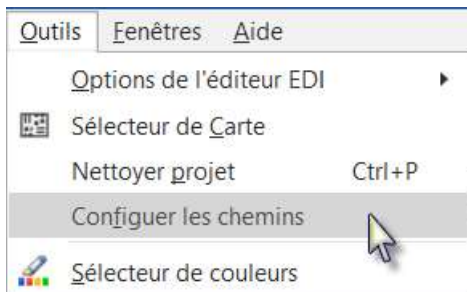 Outils Fenêtres Aide
Options de l'éditeur EDI
Sélecteur de Carte
Nettoyer projet Ctrl+P
Configuer les chemins
Sélecteur de couleurs